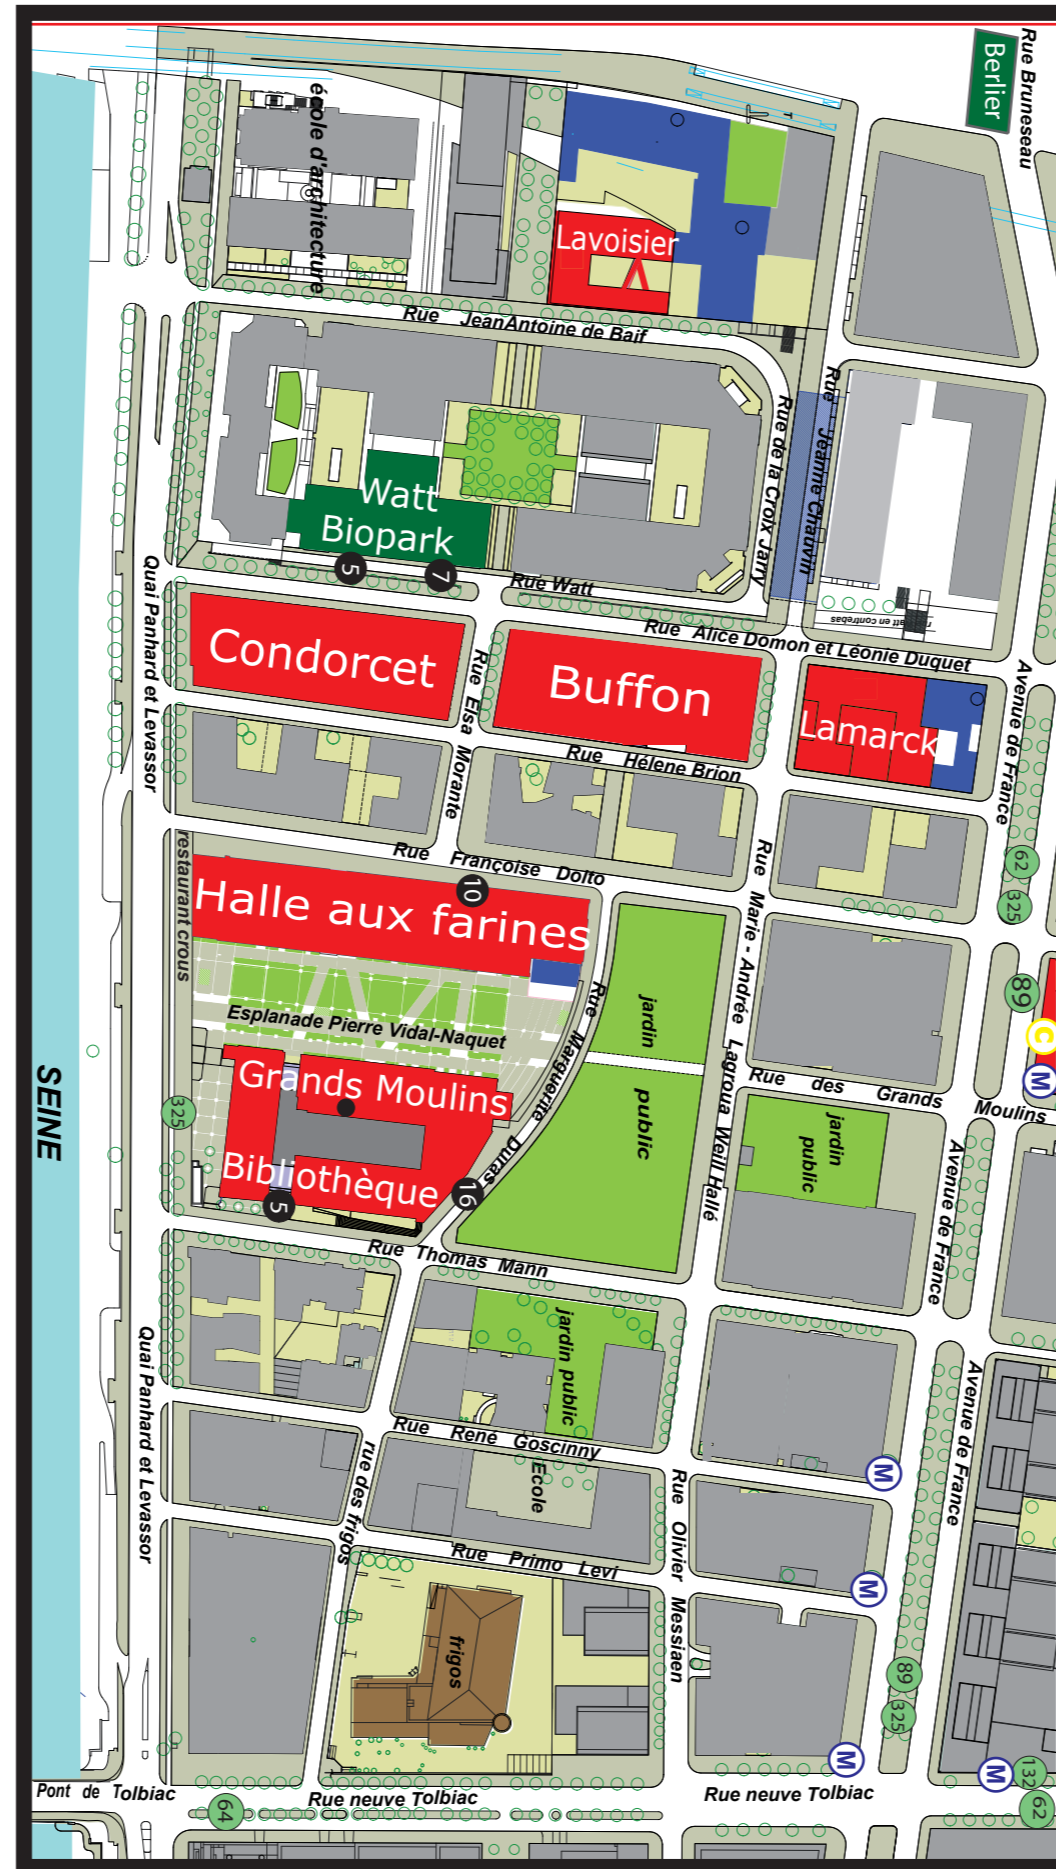 Rue Bruneseau
Berlier
école d'architecture
Lavoisier
Rue JeanAntoine de Baïf
Rue Jeanne Chauvin
Rue de la Croix Jarry
Watt
Biopark
5
7
Rue Watt
rue watt en contrebas
Rue Alice Domon et Léonie Duquet
Quai Panhard et Levassor
Condorcet
Rue Elsa Morante
Buffon
Lamarck
Avenue de France
Rue Hélène Brion
62
325
restaurant crous
Rue Françoise Dolto
10
Halle aux farines
Rue Marie - Andrée Lagroua Weill Hallé
89
C
M
Esplanade Pierre Vidal-Naquet
Rue Marguerite Duras
jardin
public
Rue des Grands Moulins
SEINE
325
Grands Moulins
jardin
public
Avenue de France
Bibliothèque
5
16
Rue Thomas Mann
Quai Panhard et Levassor
jardin public
Avenue de France
Rue René Goscinny
rue des frigos
Ecole
Rue Olivier Messiaen
M
Rue Primo Levi
M
frigos
89
325
M
M
132
62
Pont de Tolbiac
64
Rue neuve Tolbiac
Rue neuve Tolbiac